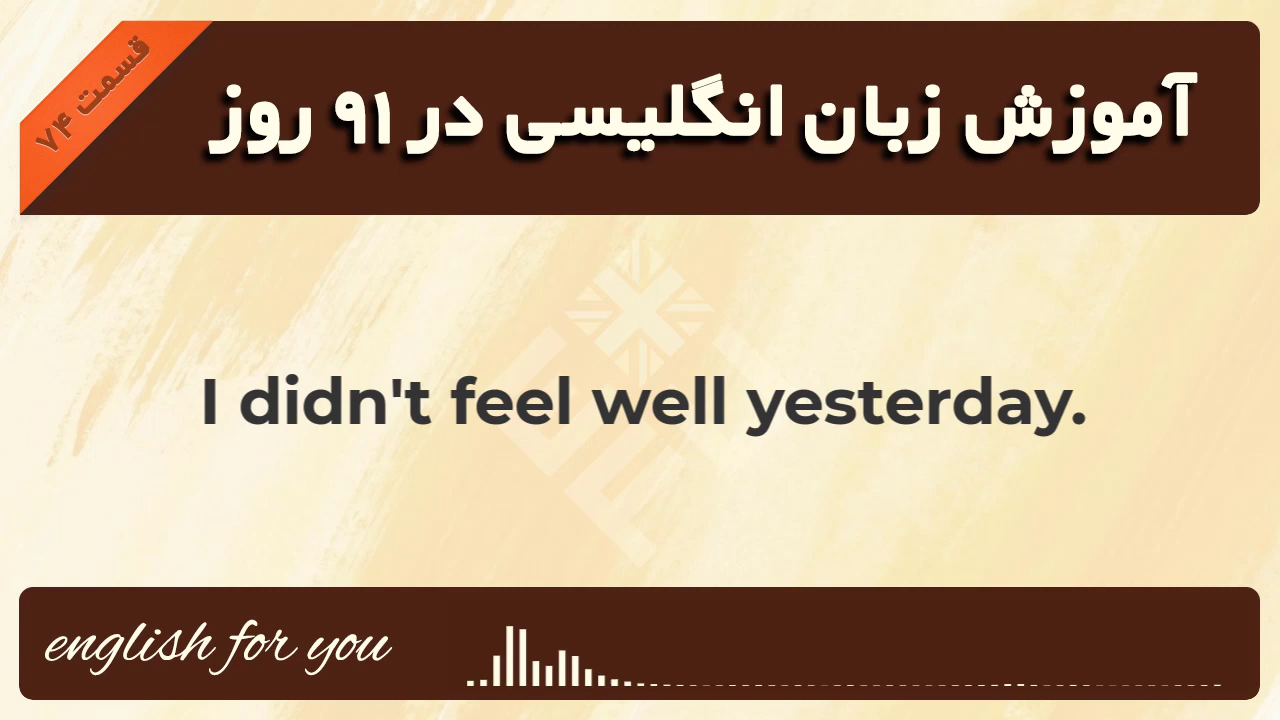 قسمت ۷۴
آموزش زبان انگلیسی در ۹۱ روز
I didn't feel well yesterday.
english for you